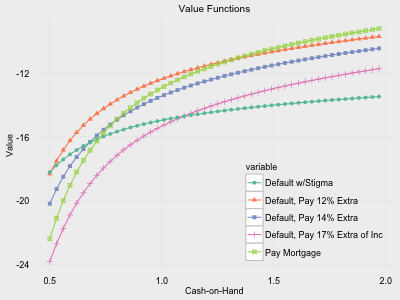 Value Functions
Value
-12
-16
-20
-24
variable
Default w/Stigma
Default, Pay 12% Extra
Default, Pay 14% Extra
Default, Pay 17% Extra of Inc
Pay Mortgage
0.5 1.0 1.5 2.0
Cash-on-Hand